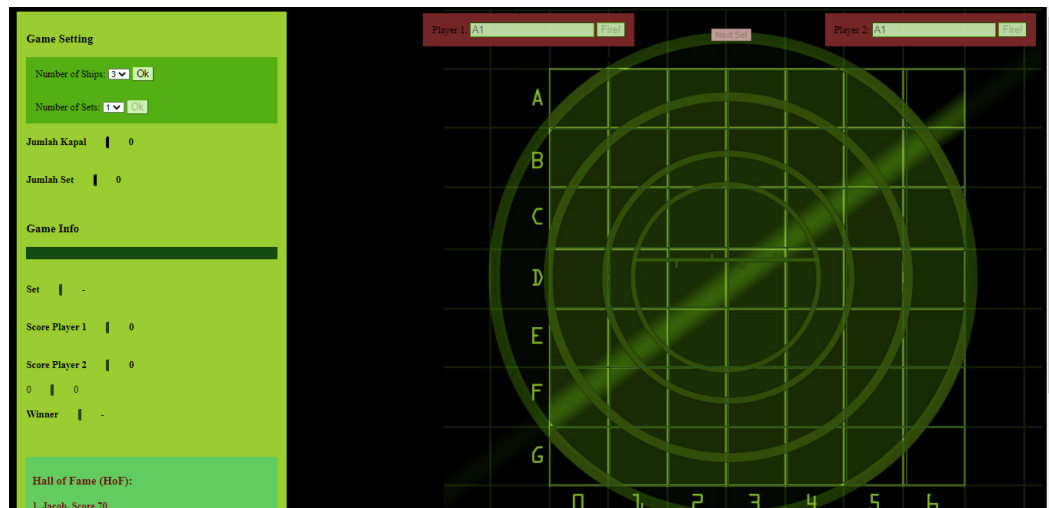 Game Setting
Number of Ships: 3 Ok
Number of Sets: 1 Ok
Jumlah Kapal 0
Jumlah Set 0
Game Info
Set -
Score Player 1 0
Score Player 2 0
0 0
Winner -
Hall of Fame (HoF):
1. Jacob, Score 70
Player 1: A1 Fire!
Next Set
Player 2: A1 Fire!
A
B
C
D
E
F
G
0 1 2 3 4 5 6